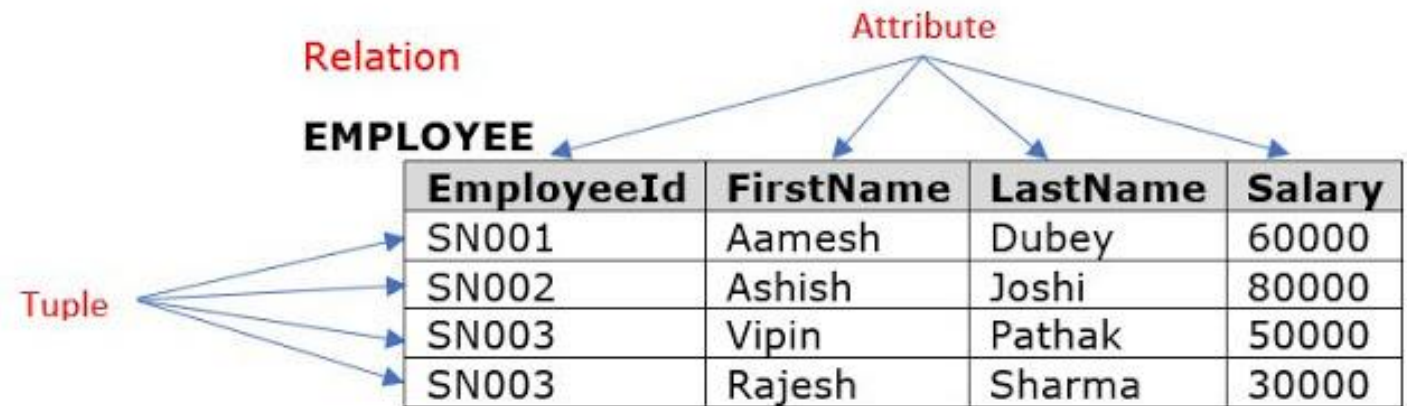 Attribute
Relation
EMPLOYEE
EmployeeId FirstName LastName Salary
SN001 Aamesh Dubey 60000
SN002 Ashish Joshi 80000
Tuple
SN003 Vipin Pathak 50000
SN003 Rajesh Sharma 30000